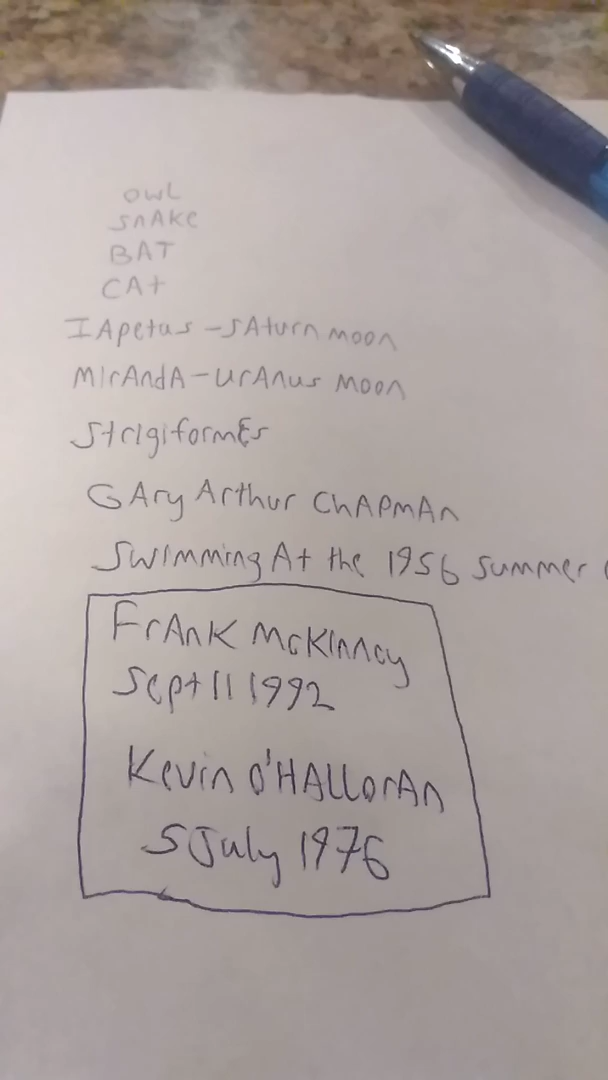 OWL
SNAKE
BAT
CAt
IApetus - SAturn moon
MIrAndA - UrAnus Moon
StrIgiformEs
GAry Arthur ChAPmAn
Swimming At the 1956 summer
FrAnk McKInney
Sept 11 1992
Kevin O'HAllorAn
5 July 1976